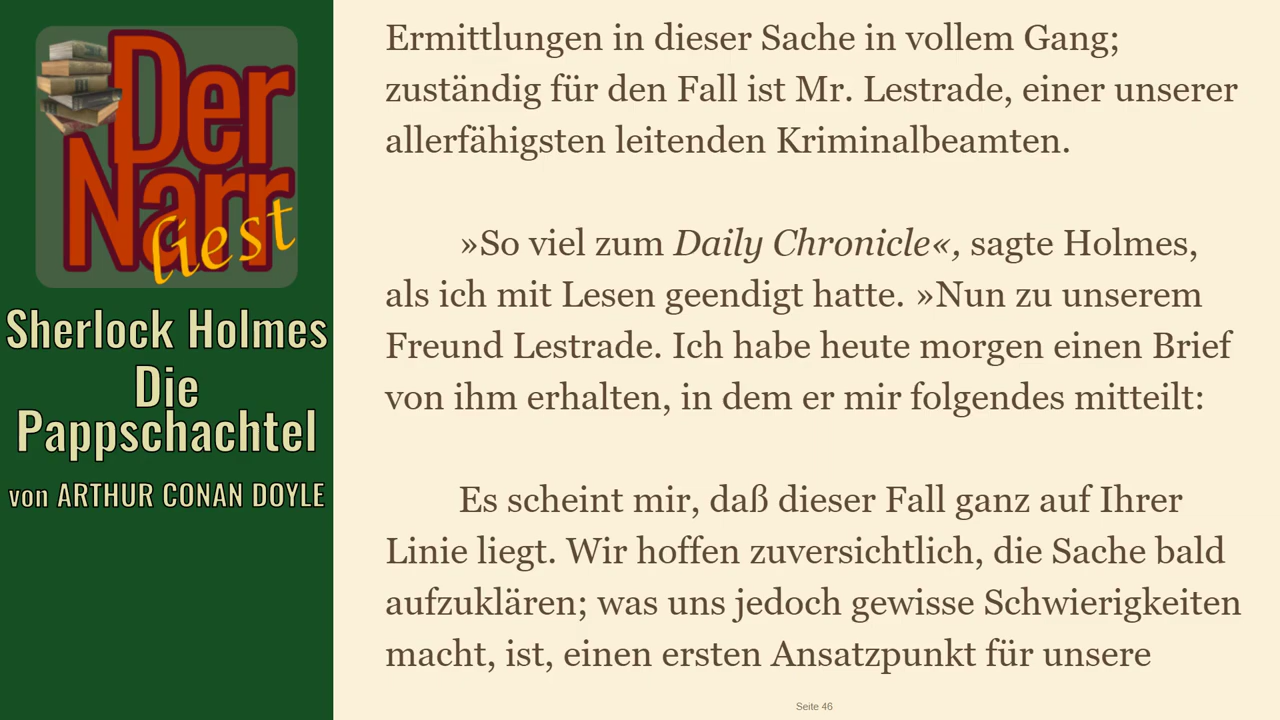 Der
Narr
liest
Sherlock Holmes
Die
Pappschachtel
von ARTHUR CONAN DOYLE
Ermittlungen in dieser Sache in vollem Gang;
zuständig für den Fall ist Mr. Lestrade, einer unserer
allerfähigsten leitenden Kriminalbeamten.
»So viel zum Daily Chronicle«, sagte Holmes,
als ich mit Lesen geendigt hatte. »Nun zu unserem
Freund Lestrade. Ich habe heute morgen einen Brief
von ihm erhalten, in dem er mir folgendes mitteilt:
Es scheint mir, daß dieser Fall ganz auf Ihrer
Linie liegt. Wir hoffen zuversichtlich, die Sache bald
aufzuklären; was uns jedoch gewisse Schwierigkeiten
macht, ist, einen ersten Ansatzpunkt für unsere
Seite 46